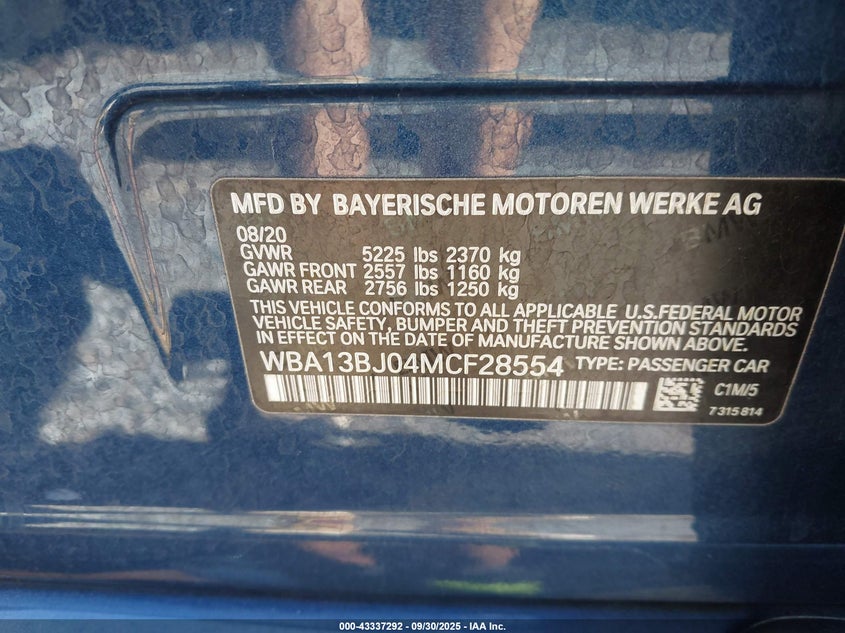 MFD BY BAYERISCHE MOTOREN WERKE AG
08/20
GVWR 5225 lbs 2370 kg
GAWR FRONT 2557 lbs 1160 kg
GAWR REAR 2756 lbs 1250 kg
THIS VEHICLE CONFORMS TO ALL APPLICABLE U.S.FEDERAL MOTOR
VEHICLE SAFETY, BUMPER AND THEFT PREVENTION STANDARDS
IN EFFECT ON THE DATE OF MANUFACTURE SHOWN ABOVE.
WBA13BJ04MCF28554 TYPE: PASSENGER CAR
C1M/5
7 315 814
000-43337292 - 09/30/2025 - IAA Inc.